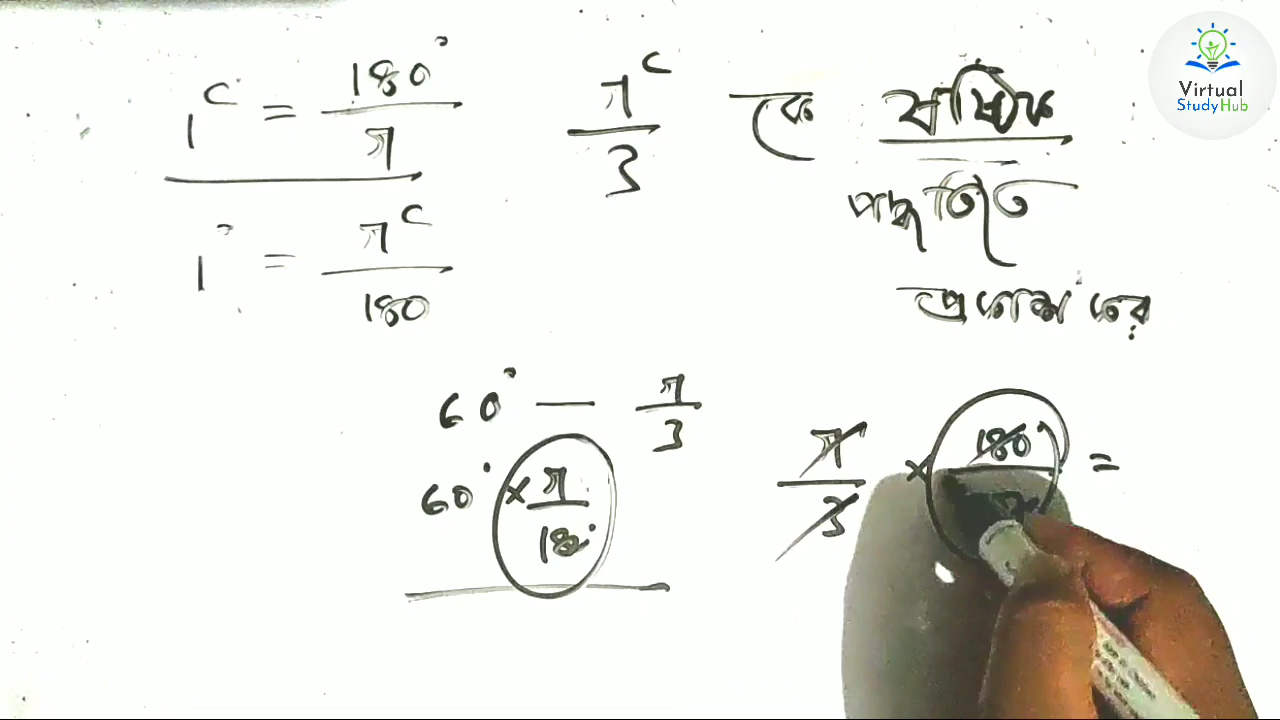 1ᶜ = 180° / π
1° = πᶜ / 180
πᶜ / 3 কে ষষ্ঠিক
পদ্ধতিতে
প্রকাশ কর
60° — π / 3
60° × π / 180°
π / 3 × 180° / π =
Virtual
StudyHub